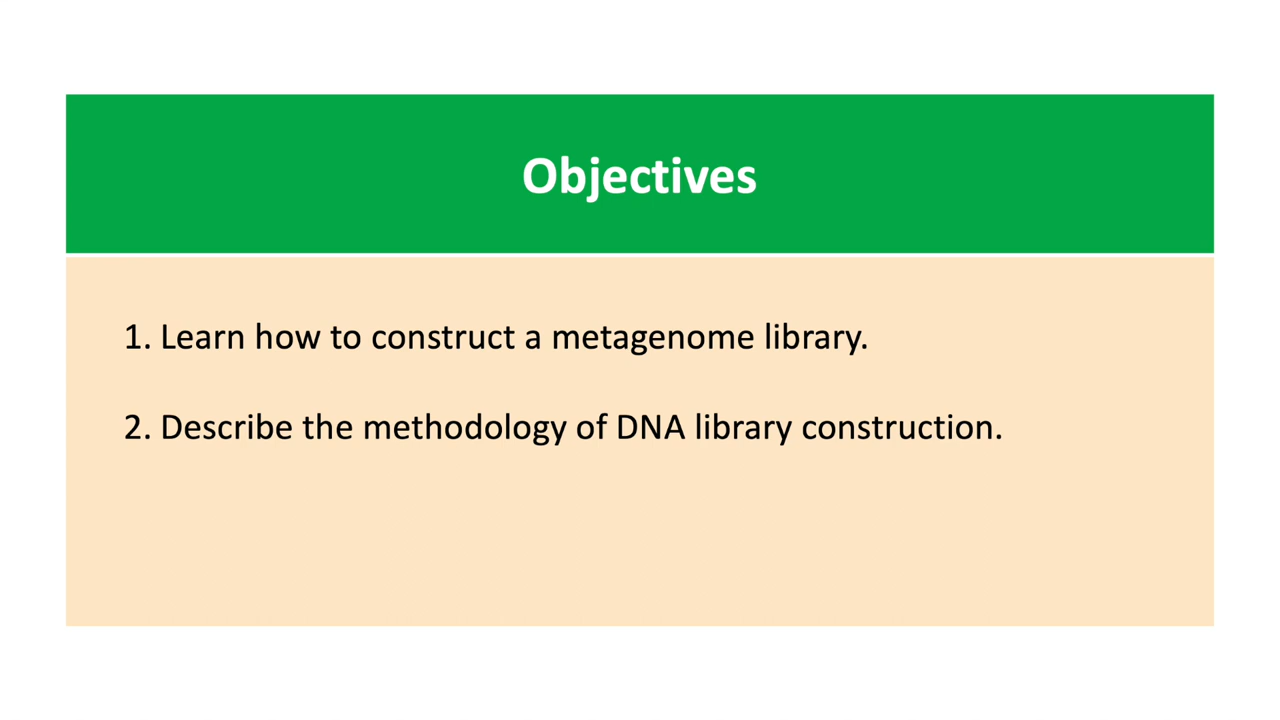 Objectives
1. Learn how to construct a metagenome library.
2. Describe the methodology of DNA library construction.